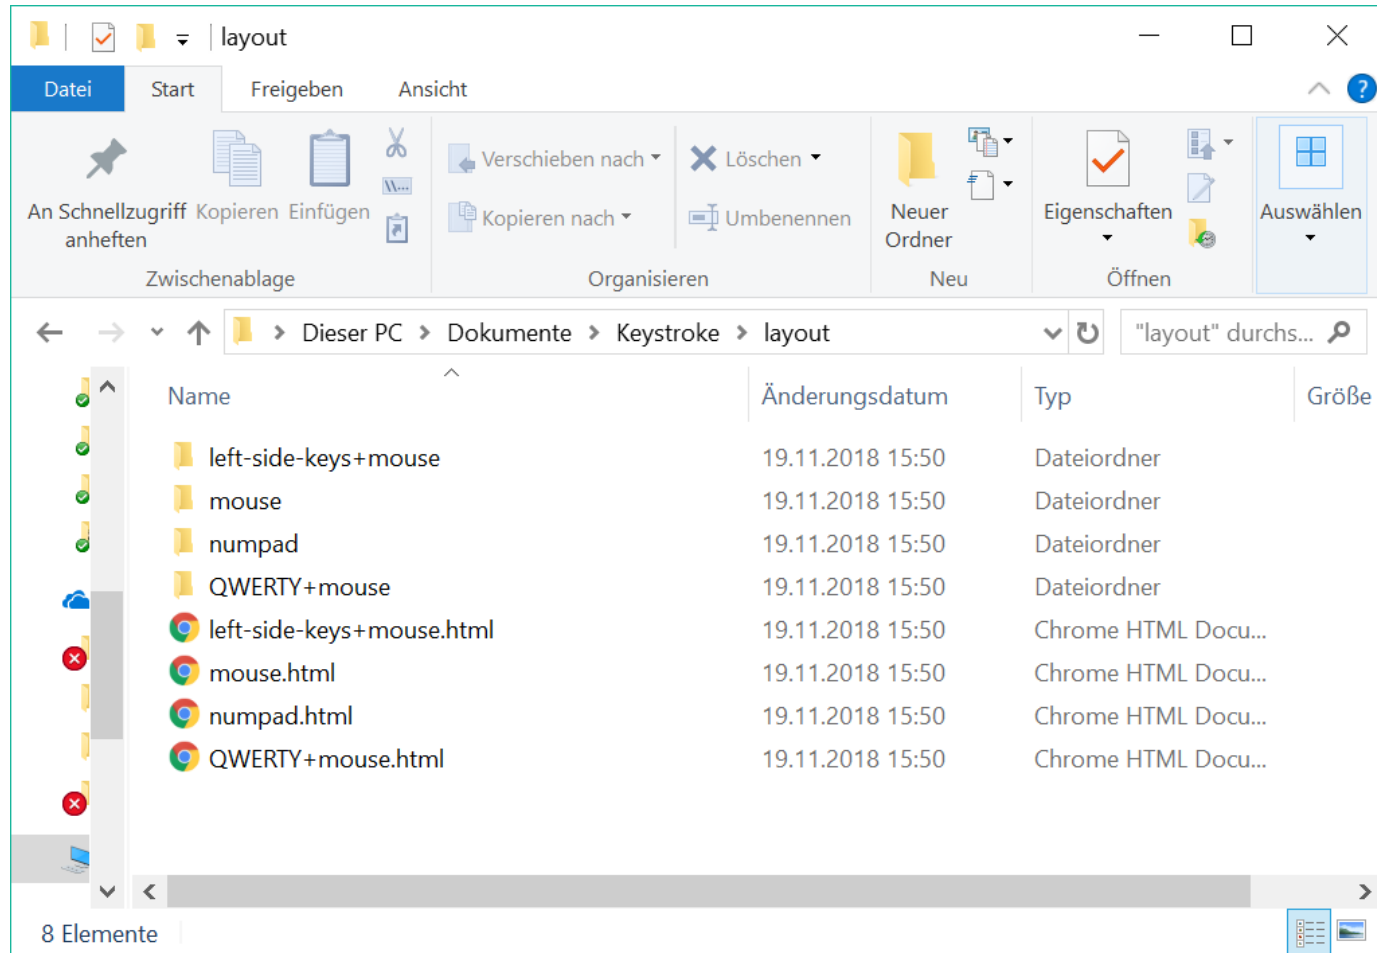 layout
Datei Start Freigeben Ansicht
An Schnellzugriff anheften
Kopieren
Einfügen
Verschieben nach
Kopieren nach
Löschen
Umbenennen
Neuer Ordner
Eigenschaften
Auswählen
Zwischenablage Organisieren Neu Öffnen
Dieser PC Dokumente Keystroke layout "layout" durchs...
Name Änderungsdatum Typ Größe
left-side-keys+mouse 19.11.2018 15:50 Dateiordner
mouse 19.11.2018 15:50 Dateiordner
numpad 19.11.2018 15:50 Dateiordner
QWERTY+mouse 19.11.2018 15:50 Dateiordner
left-side-keys+mouse.html 19.11.2018 15:50 Chrome HTML Docu...
mouse.html 19.11.2018 15:50 Chrome HTML Docu...
numpad.html 19.11.2018 15:50 Chrome HTML Docu...
QWERTY+mouse.html 19.11.2018 15:50 Chrome HTML Docu...
8 Elemente